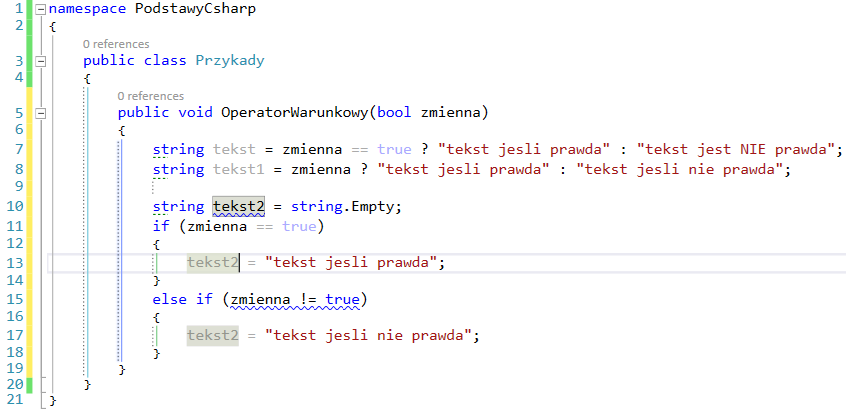 1 namespace PodstawyCsharp
2 {
0 references
3 public class Przykady
4 {
0 references
5 public void OperatorWarunkowy(bool zmienna)
6 {
7 string tekst = zmienna == true ? "tekst jesli prawda" : "tekst jest NIE prawda";
8 string tekst1 = zmienna ? "tekst jesli prawda" : "tekst jesli nie prawda";
9
10 string tekst2 = string.Empty;
11 if (zmienna == true)
12 {
13 tekst2 = "tekst jesli prawda";
14 }
15 else if (zmienna != true)
16 {
17 tekst2 = "tekst jesli nie prawda";
18 }
19 }
20 }
21 }